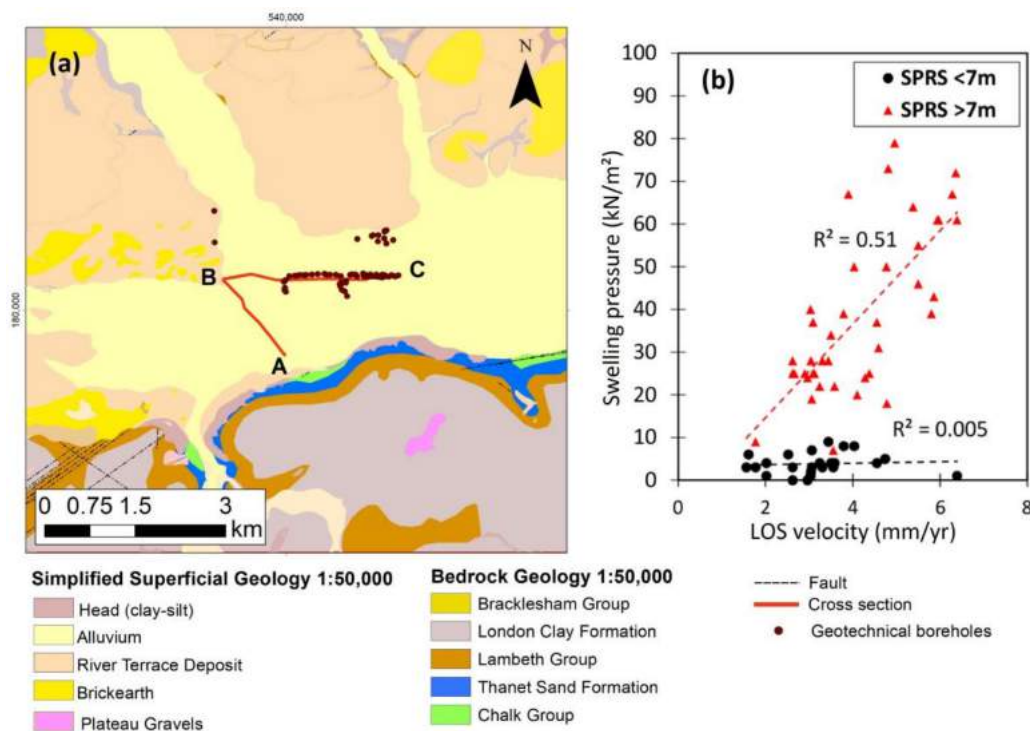 540,000
(a)
N
180,000
B
C
A
0 0.75 1.5 3
km
(b)
SPRS <7m
SPRS >7m
100
90
80
70
60
50
40
30
20
10
0
Swelling pressure (kN/m²)
R² = 0.51
R² = 0.005
0 2 4 6 8
LOS velocity (mm/yr)
Simplified Superficial Geology 1:50,000
Head (clay-silt)
Alluvium
River Terrace Deposit
Brickearth
Plateau Gravels
Bedrock Geology 1:50,000
Bracklesham Group
London Clay Formation
Lambeth Group
Thanet Sand Formation
Chalk Group
Fault
Cross section
Geotechnical boreholes